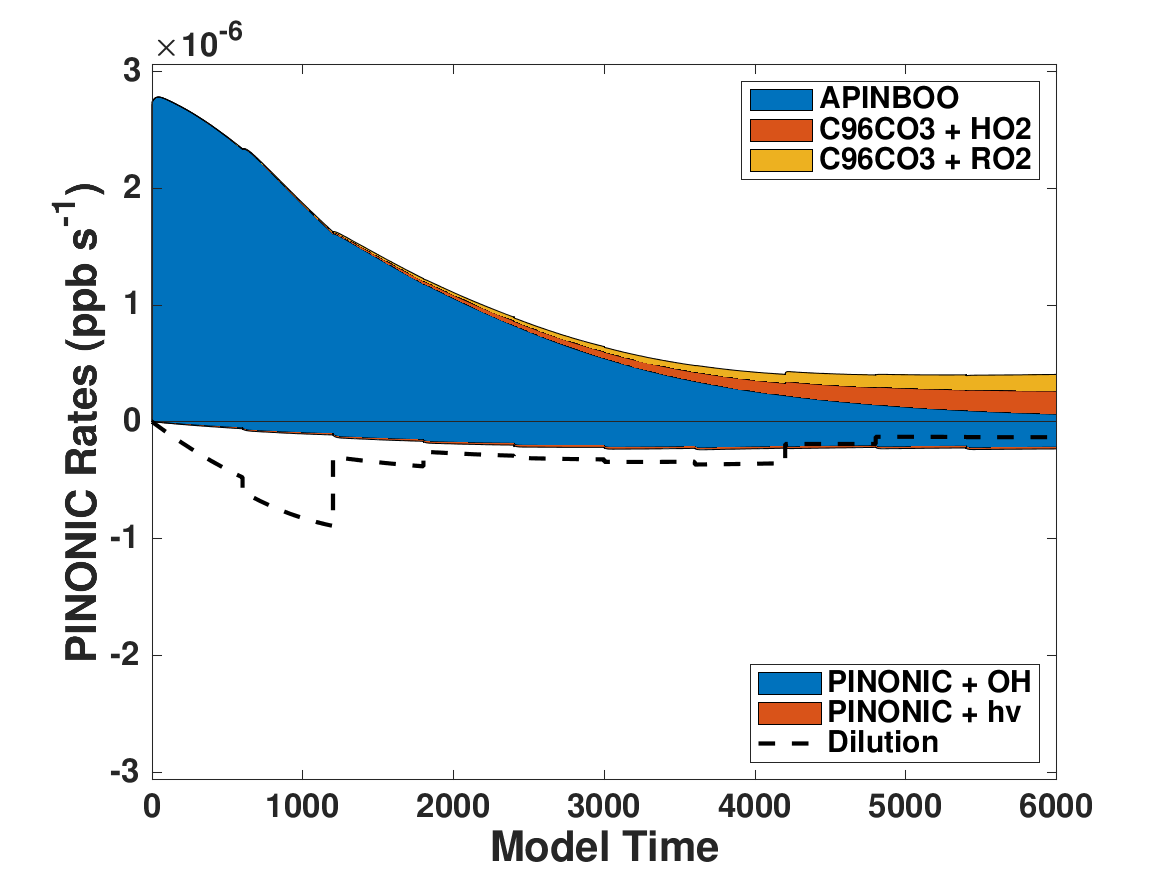 ×10⁻⁶
3
2
1
0
-1
-2
-3
PINONIC Rates (ppb s⁻¹)
APINBOO
C96CO3 + HO2
C96CO3 + RO2
PINONIC + OH
PINONIC + hv
Dilution
0 1000 2000 3000 4000 5000 6000
Model Time